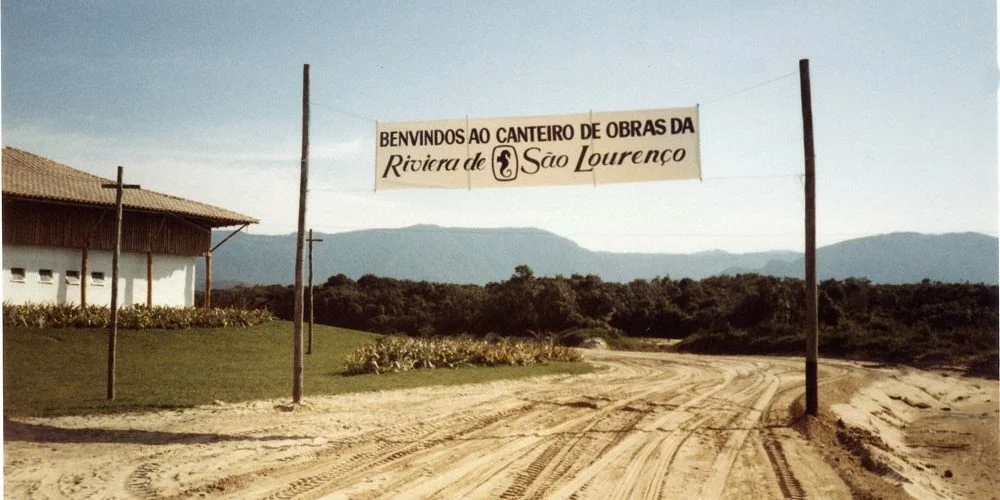 BENVINDOS AO CANTEIRO DE OBRAS DA
Riviera de São Lourenço